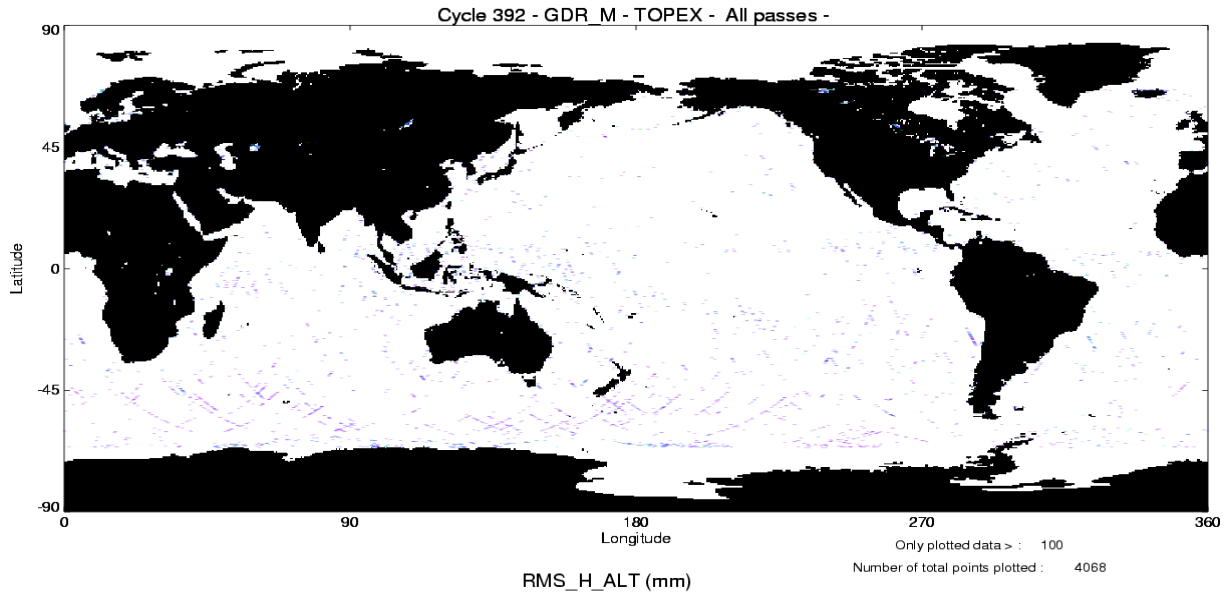 Cycle 392 - GDR_M - TOPEX - All passes -
90
45
0
-45
-90
Latitude
0 90 180 270 360
Longitude
Only plotted data > : 100
Number of total points plotted : 4068
RMS_H_ALT (mm)